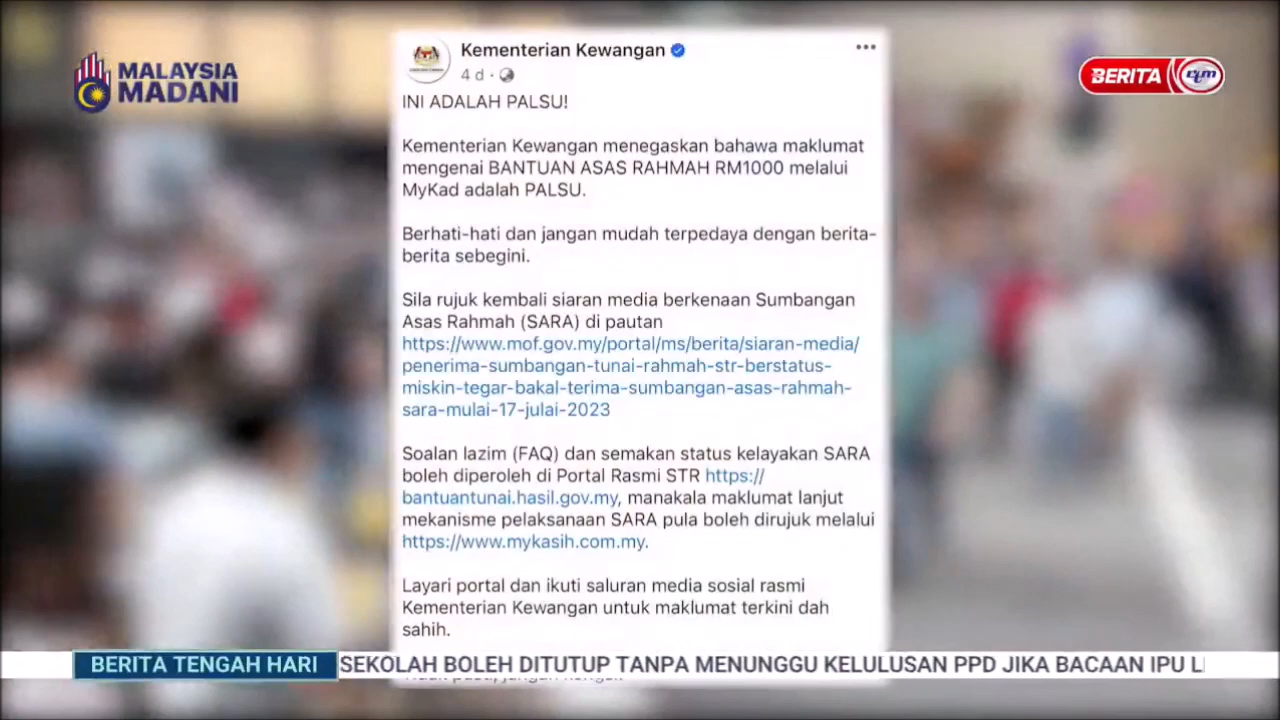 MALAYSIA
MADANI
BERITA rtm
Kementerian Kewangan
4 d
INI ADALAH PALSU!
Kementerian Kewangan menegaskan bahawa maklumat
mengenai BANTUAN ASAS RAHMAH RM1000 melalui
MyKad adalah PALSU.
Berhati-hati dan jangan mudah terpedaya dengan berita-
berita sebegini.
Sila rujuk kembali siaran media berkenaan Sumbangan
Asas Rahmah (SARA) di pautan
https://www.mof.gov.my/portal/ms/berita/siaran-media/
penerima-sumbangan-tunai-rahmah-str-berstatus-
miskin-tegar-bakal-terima-sumbangan-asas-rahmah-
sara-mulai-17-julai-2023
Soalan lazim (FAQ) dan semakan status kelayakan SARA
boleh diperoleh di Portal Rasmi STR https://
bantuantunai.hasil.gov.my, manakala maklumat lanjut
mekanisme pelaksanaan SARA pula boleh dirujuk melalui
https://www.mykasih.com.my.
Layari portal dan ikuti saluran media sosial rasmi
Kementerian Kewangan untuk maklumat terkini dah
sahih.
BERITA TENGAH HARI SEKOLAH BOLEH DITUTUP TANPA MENUNGGU KELULUSAN PPD JIKA BACAAN IPU